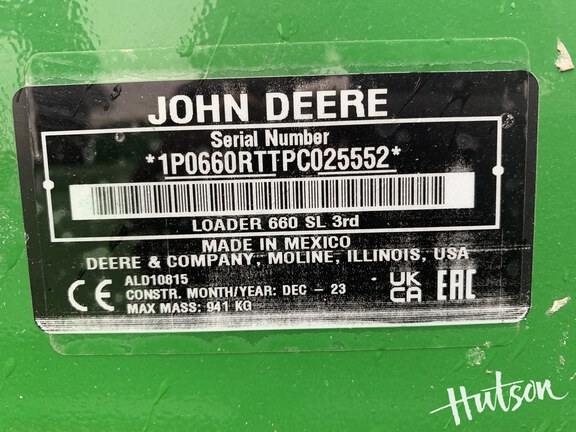 JOHN DEERE
Serial Number
*1P0660RTTPC025552*
LOADER 660 SL 3rd
MADE IN MEXICO
DEERE & COMPANY, MOLINE, ILLINOIS, USA
CE
ALD10815
CONSTR. MONTH/YEAR: DEC - 23
MAX MASS: 941 KG
UK
CA
EAC
Hutson